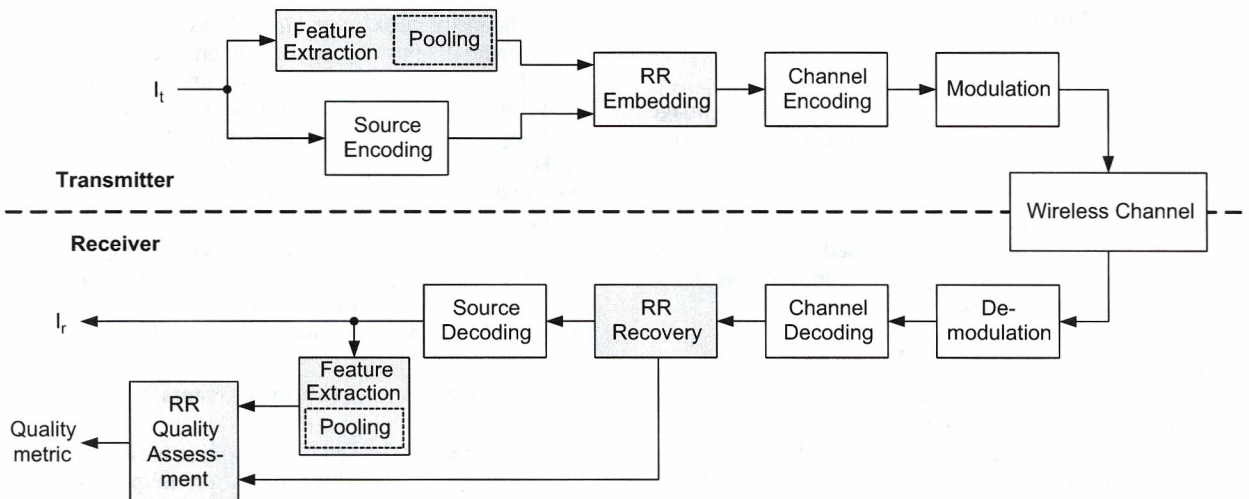 Feature
Extraction
Pooling
I_t
Source
Encoding
RR
Embedding
Channel
Encoding
Modulation
Transmitter
Wireless Channel
Receiver
I_r
Source
Decoding
RR
Recovery
Channel
Decoding
De-
modulation
Feature
Extraction
Pooling
RR
Quality
Assess-
ment
Quality
metric